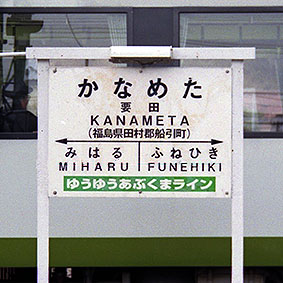 かなめた
要田
KANAMETA
(福島県田村郡船引町)
みはる ふねひき
MIHARU FUNEHIKI
ゆうゆうあぶくまライン